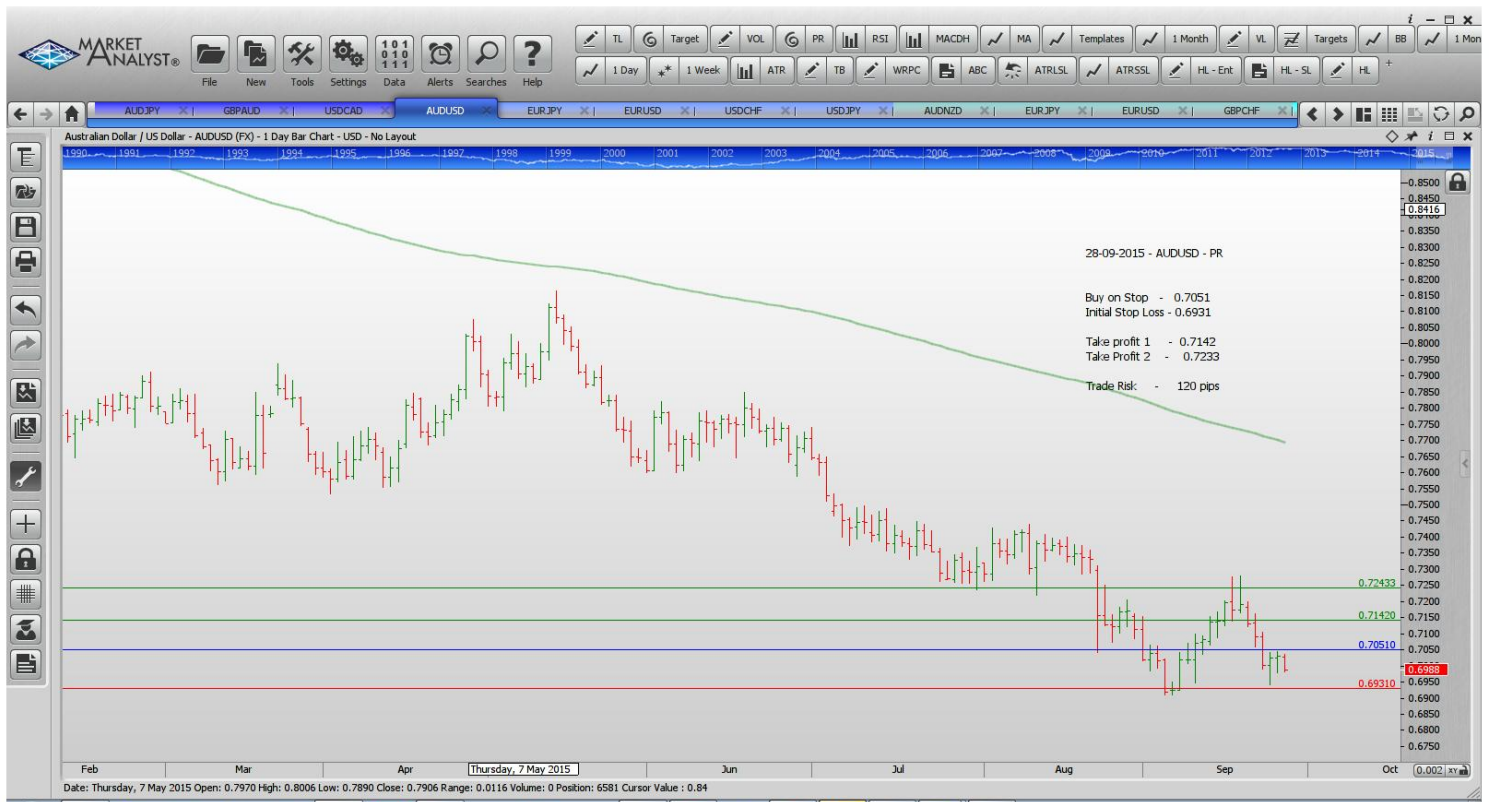 i
MARKET ANALYST®
File New Tools Settings Data Alerts Searches Help
101
010
111
TL Target VOL PR RSI MACDH MA Templates 1 Month VL Targets BB 1 Mon
1 Day 1 Week ATR TB WRPC ABC ATRLSL ATRSSL HL - Ent HL - SL HL +
AUDJPY GBPAUD USDCAD AUDUSD EURJPY EURUSD USDCHF USDJPY AUDNZD EURJPY EURUSD GBPCHF
Australian Dollar / US Dollar - AUDUSD (FX) - 1 Day Bar Chart - USD - No Layout
1990 1991 1992 1993 1994 1995 1996 1997 1998 1999 2000 2001 2002 2003 2004 2005 2006 2007 2008 2009 2010 2011 2012 2013 2014 2015
28-09-2015 - AUDUSD - PR
Buy on Stop - 0.7051
Initial Stop Loss - 0.6931
Take profit 1 - 0.7142
Take Profit 2 - 0.7233
Trade Risk - 120 pips
0.72433
0.71420
0.70510
0.69310
0.8500
0.8450
0.8416
0.8350
0.8300
0.8250
0.8200
0.8150
0.8100
0.8050
0.8000
0.7950
0.7900
0.7850
0.7800
0.7750
0.7700
0.7650
0.7600
0.7550
0.7500
0.7450
0.7400
0.7350
0.7300
0.7250
0.7200
0.7150
0.7100
0.7050
0.6988
0.6950
0.6900
0.6850
0.6800
0.6750
Feb Mar Apr Thursday, 7 May 2015 Jun Jul Aug Sep Oct 0.002 XY
Date: Thursday, 7 May 2015 Open: 0.7970 High: 0.8006 Low: 0.7890 Close: 0.7906 Range: 0.0116 Volume: 0 Position: 6581 Cursor Value : 0.84